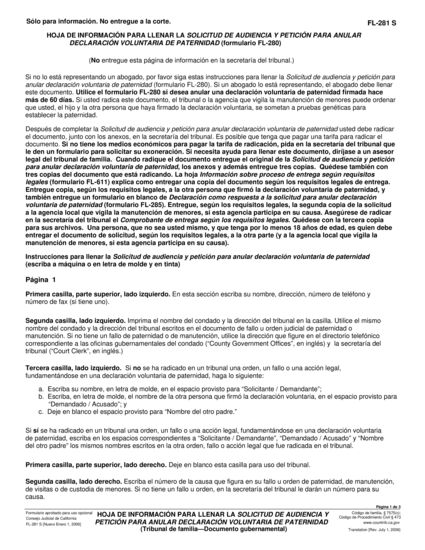 Sólo para información. No entregue a la corte.
FL-281 S
HOJA DE INFORMACIÓN PARA LLENAR LA SOLICITUD DE AUDIENCIA Y PETICIÓN PARA ANULAR
DECLARACIÓN VOLUNTARIA DE PATERNIDAD (formulario FL-280)
(No entregue esta página de información en la secretaría del tribunal.)
Si no lo está representando un abogado, por favor siga estas instrucciones para llenar la Solicitud de audiencia y petición para
anular declaración voluntaria de paternidad (formulario FL-280). Si un abogado lo está representando, el abogado debe llenar
este documento. Utilice el formulario FL-280 si desea anular una declaración voluntaria de paternidad firmada hace
más de 60 días. Si usted radica este documento, el tribunal o la agencia que vigila la manutención de menores puede ordenar
que usted, el hijo y la otra persona que haya firmado la declaración voluntaria, se sometan a pruebas genéticas para
establecer la paternidad.
Después de completar la Solicitud de audiencia y petición para anular declaración voluntaria de paternidad usted debe radicar
el documento, junto con los anexos, en la secretaría del tribunal. Es posible que tenga que pagar una tarifa para radicar el
documento. Si no tiene los medios económicos para pagar la tarifa de radicación, pida en la secretaría del tribunal que
le den un formulario para solicitar su exoneración. Si necesita ayuda para llenar este documento, diríjase a un asesor
legal del tribunal de familia. Cuando radique el documento entregue el original de la Solicitud de audiencia y petición
para anular declaración voluntaria de paternidad, los anexos y además entregue tres copias. Quédese también con
tres copias del documento que está radicando. La hoja Información sobre proceso de entrega según requisitos
legales (formulario FL-611) explica como entregar una copia del documento según los requisitos legales de entrega.
Entregue copia, según los requisitos legales, a la otra persona que firmó la declaración voluntaria de paternidad, y
también entregue un formulario en blanco de Declaración como respuesta a la solicitud para anular declaración
voluntaria de paternidad (formulario FL-285). Entregue, según los requisitos legales, la segunda copia de la solicitud
a la agencia local que vigila la manutención de menores, si esta agencia participa en su causa. Asegúrese de radicar
en la secretaría del tribunal el Comprobante de entrega según los requisitos legales. Quédese con la tercera copia
para sus archivos. Una persona, que no sea usted mismo, y que tenga por lo menos 18 años de edad, es quien debe
entregar el documento de solicitud, según los requisitos legales, a la otra parte (y a la agencia local que vigila la
manutención de menores, si esta agencia participa en su causa).
Instrucciones para llenar la Solicitud de audiencia y petición para anular declaración voluntaria de paternidad
(escriba a máquina o en letra de molde y en tinta)
Página 1
Primera casilla, parte superior, lado izquierdo. En esta sección escriba su nombre, dirección, número de teléfono y
número de fax (si tiene uno).
Segunda casilla, lado izquierdo. Imprima el nombre del condado y la dirección del tribunal en la casilla. Utilice el mismo
nombre del condado y la dirección del tribunal escritos en el documento de fallo u orden judicial de paternidad o
manutención. Si no tiene un fallo de paternidad o de manutención, utilice la dirección que figure en el directorio telefónico
correspondiente a las oficinas gubernamentales del condado (“County Government Offices”, en inglés) y la secretaría del
tribunal (“Court Clerk”, en inglés.)
Tercera casilla, lado izquierdo. Si no se ha radicado en un tribunal una orden, un fallo o una acción legal,
fundamentándose en una declaración voluntaria de paternidad, haga lo siguiente:
a. Escriba su nombre, en letra de molde, en el espacio provisto para “Solicitante / Demandante”;
b. Escriba, en letra de molde, el nombre de la otra persona que firmó la declaración voluntaria, en el espacio provisto para
“Demandado / Acusado”; y
c. Deje en blanco el espacio provisto para “Nombre del otro padre.”
Si sí se ha radicado en un tribunal una orden, un fallo o una acción legal, fundamentándose en una declaración voluntaria
de paternidad, escriba en los espacios correspondientes a “Solicitante / Demandante”, “Demandado / Acusado” y “Nombre
del otro padre” los mismos nombres escritos en la otra orden, fallo o acción legal que fue radicada en el tribunal.
Primera casilla, parte superior, lado derecho. Deje en blanco esta casilla para uso del tribunal.
Segunda casilla, lado derecho. Escriba el número de la causa que figura en su fallo u orden de paternidad, de manutención,
de visitas o de custodia de menores. Si no tiene un fallo u orden, en la secretaría del tribunal le darán un número para su
causa.
Página 1 de 3
Formulario aprobado para uso opcional
Consejo Judicial de California
FL-281 S [Nuevo Enero 1, 2006]
HOJA DE INFORMACIÓN PARA LLENAR LA SOLICITUD DE AUDIENCIA Y
PETICIÓN PARA ANULAR DECLARACIÓN VOLUNTARIA DE PATERNIDAD
(Tribunal de familia—Documento gubernamental)
Código de familia, § 7575(c);
Código de Procedimiento Civil § 473
www.courtinfo.ca.gov
Translation [Rev. July 1, 2006]